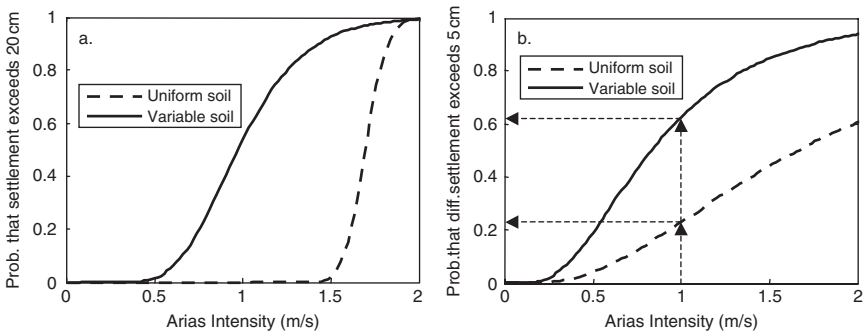 Prob. that settlement exceeds 20 cm
a.
Uniform soil
Variable soil
1
0.8
0.6
0.4
0.2
0
0 0.5 1 1.5 2
Arias Intensity (m/s)
Prob.that diff.settlement exceeds 5 cm
b.
Uniform soil
Variable soil
1
0.8
0.6
0.4
0.2
0
0 0.5 1 1.5 2
Arias Intensity (m/s)